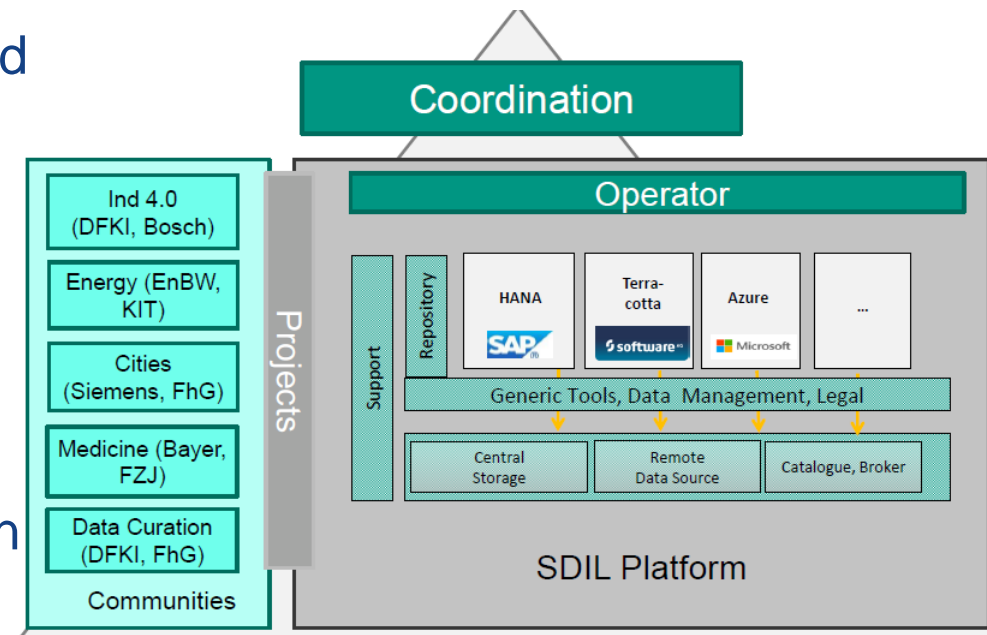 d
n
Coordination
Ind 4.0
(DFKI, Bosch)
Energy (EnBW,
KIT)
Cities
(Siemens, FhG)
Medicine (Bayer,
FZJ)
Data Curation
(DFKI, FhG)
Communities
Projects
Operator
Support
Repository
HANA
SAP
Terra-
cotta
software AG
Azure
Microsoft
...
Generic Tools, Data Management, Legal
Central
Storage
Remote
Data Source
Catalogue, Broker
SDIL Platform